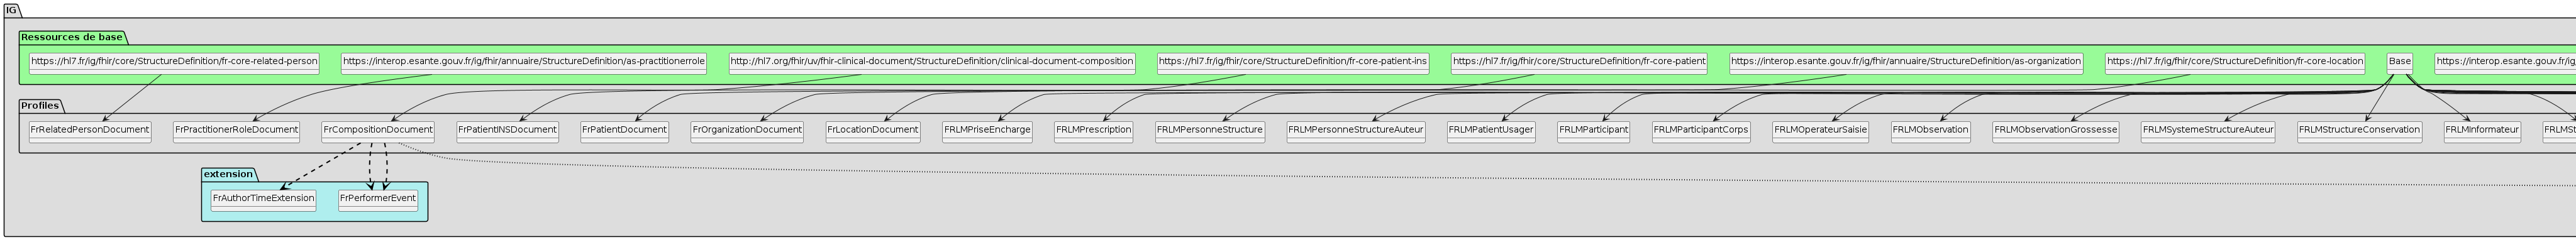 IG
Ressources de base
https://hl7.fr/ig/fhir/core/StructureDefinition/fr-core-related-person
https://interop.esante.gouv.fr/ig/fhir/annuaire/StructureDefinition/as-practitionerrole
http://hl7.org/fhir/uv/fhir-clinical-document/StructureDefinition/clinical-document-composition
https://hl7.fr/ig/fhir/core/StructureDefinition/fr-core-patient-ins
https://hl7.fr/ig/fhir/core/StructureDefinition/fr-core-patient
https://interop.esante.gouv.fr/ig/fhir/annuaire/StructureDefinition/as-organization
https://hl7.fr/ig/fhir/core/StructureDefinition/fr-core-location
Base
https://interop.esante.gouv.fr/ig
Profiles
FrRelatedPersonDocument
FrPractitionerRoleDocument
FrCompositionDocument
FrPatientINSDocument
FrPatientDocument
FrOrganizationDocument
FrLocationDocument
FRLMPriseEncharge
FRLMPrescription
FRLMPersonneStructure
FRLMPersonneStructureAuteur
FRLMPatientUsager
FRLMParticipant
FRLMParticipantCorps
FRLMOperateurSaisie
FRLMObservation
FRLMObservationGrossesse
FRLMSystemeStructureAuteur
FRLMStructureConservation
FRLMInformateur
FRLMSt
extension
FrAuthorTimeExtension
FrPerformerEvent